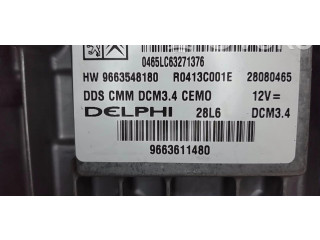 0465LC63271376
HW 9663548180 R0413C001E 28080465
DDS CMM DCM3.4 CEMO 12V=
DELPHI 28L6 DCM3.4
9663611480